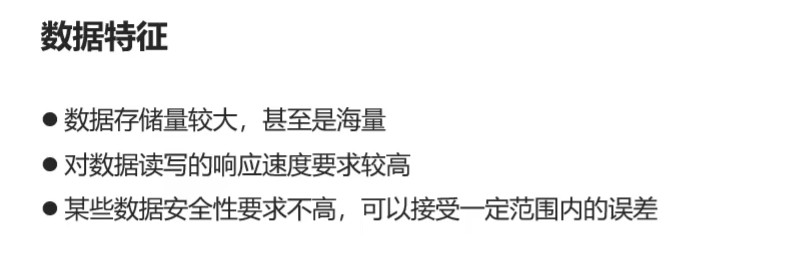 数据特征
● 数据存储量较大，甚至是海量
● 对数据读写的响应速度要求较高
● 某些数据安全性要求不高，可以接受一定范围内的误差